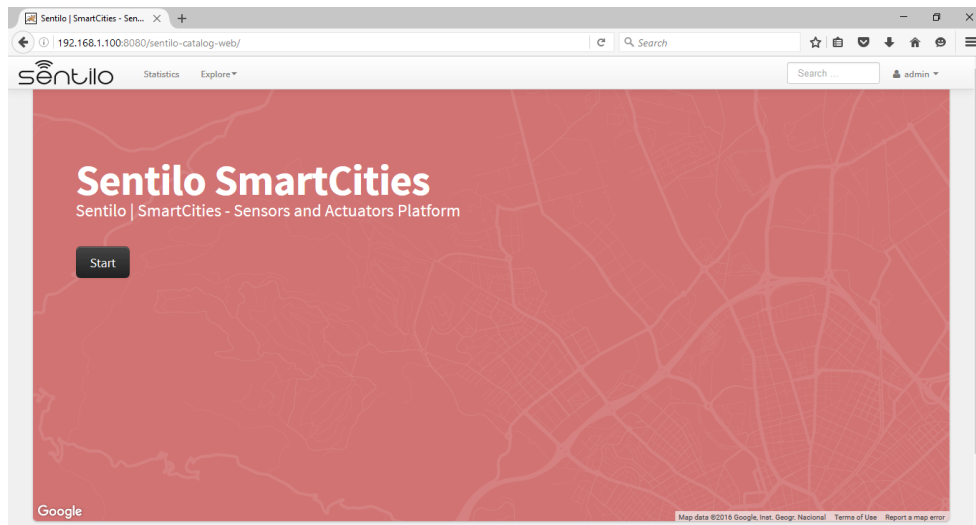 Sentilo | SmartCities - Sen...
192.168.1.100:8080/sentilo-catalog-web/
Search
sentilo
Statistics
Explore
Search ...
admin
Sentilo SmartCities
Sentilo | SmartCities - Sensors and Actuators Platform
Start
Google
Map data ©2016 Google, Inst. Geogr. Nacional Terms of Use Report a map error